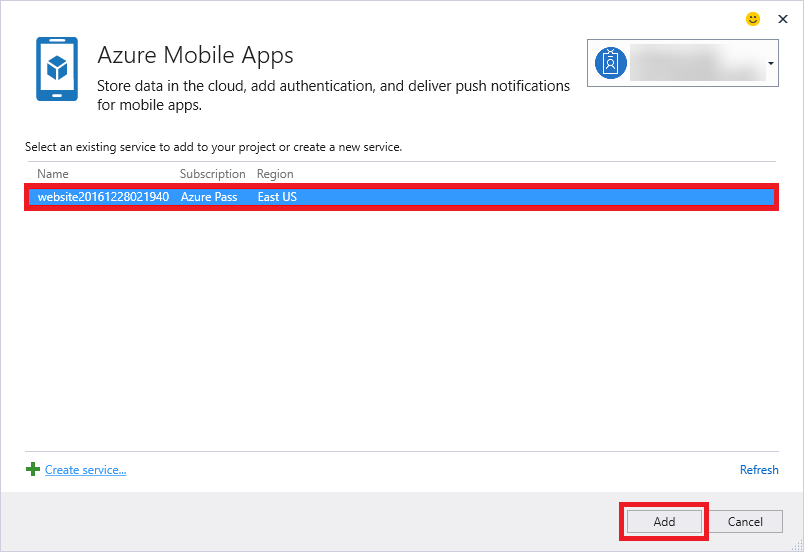 Azure Mobile Apps
Store data in the cloud, add authentication, and deliver push notifications
for mobile apps.
Select an existing service to add to your project or create a new service.
Name Subscription Region
website20161228021940 Azure Pass East US
Create service... Refresh
Add Cancel